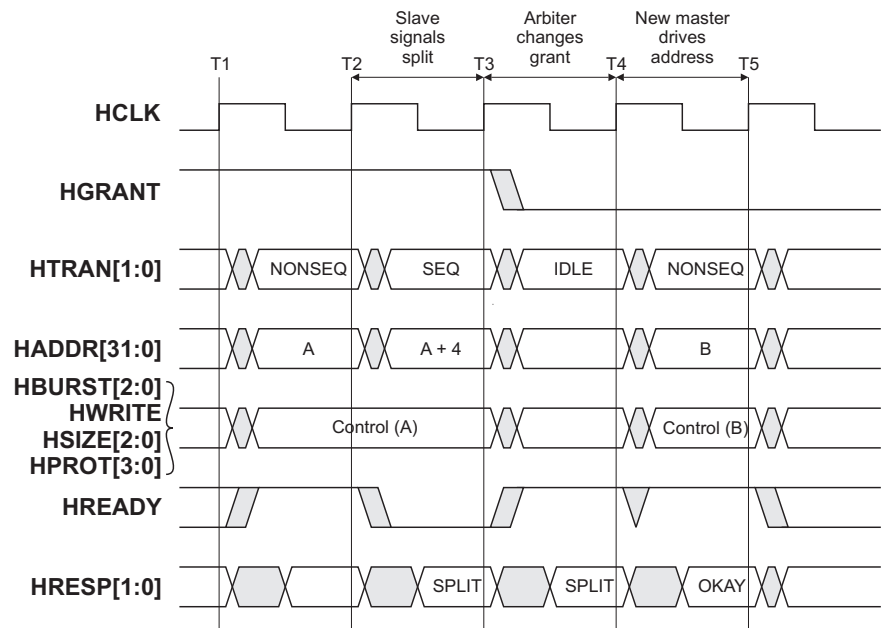 Slave
signals
split
Arbiter
changes
grant
New master
drives
address
T1 T2 T3 T4 T5
HCLK
HGRANT
HTRAN[1:0] NONSEQ SEQ IDLE NONSEQ
HADDR[31:0] A A + 4 B
HBURST[2:0]
HWRITE
HSIZE[2:0]
HPROT[3:0]
Control (A) Control (B)
HREADY
HRESP[1:0] SPLIT SPLIT OKAY